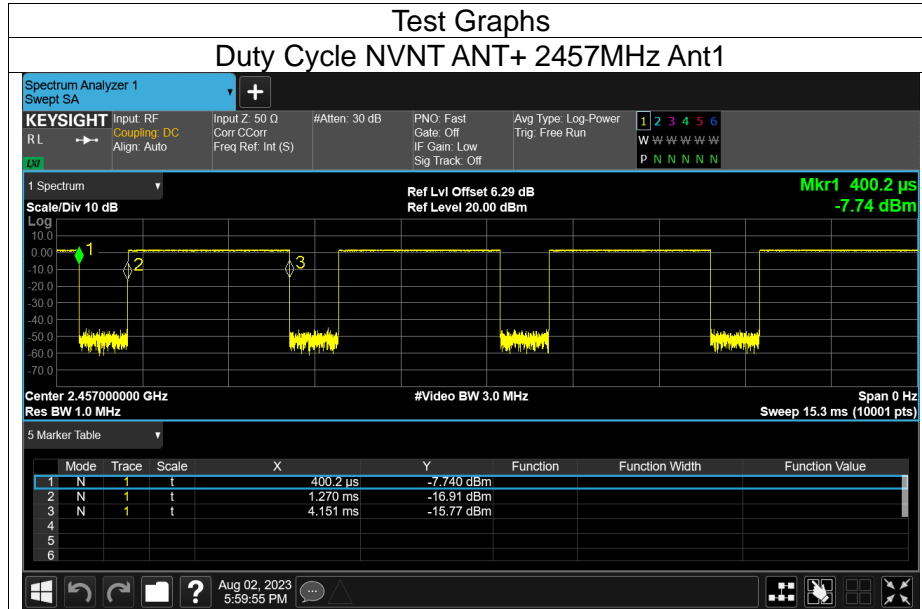 Test Graphs
Duty Cycle NVNT ANT+ 2457MHz Ant1
Spectrum Analyzer 1
Swept SA
+
KEYSIGHT Input: RF Input Z: 50 Ω #Atten: 30 dB PNO: Fast Avg Type: Log-Power 1 2 3 4 5 6
R L Coupling: DC Corr CCorr Gate: Off Trig: Free Run W W W W W W
Align: Auto Freq Ref: Int (S) IF Gain: Low
LXI Sig Track: Off P N N N N N
1 Spectrum Ref Lvl Offset 6.29 dB Mkr1 400.2 µs
Scale/Div 10 dB Ref Level 20.00 dBm -7.74 dBm
Log
10.0
0.00 1
-10.0 2 3
-20.0
-30.0
-40.0
-50.0
-60.0
-70.0
Center 2.457000000 GHz #Video BW 3.0 MHz Span 0 Hz
Res BW 1.0 MHz Sweep 15.3 ms (10001 pts)
5 Marker Table
Mode Trace Scale X Y Function Function Width Function Value
1 N 1 t 400.2 µs -7.740 dBm
2 N 1 t 1.270 ms -16.91 dBm
3 N 1 t 4.151 ms -15.77 dBm
4
5
6
? Aug 02, 2023
5:59:55 PM